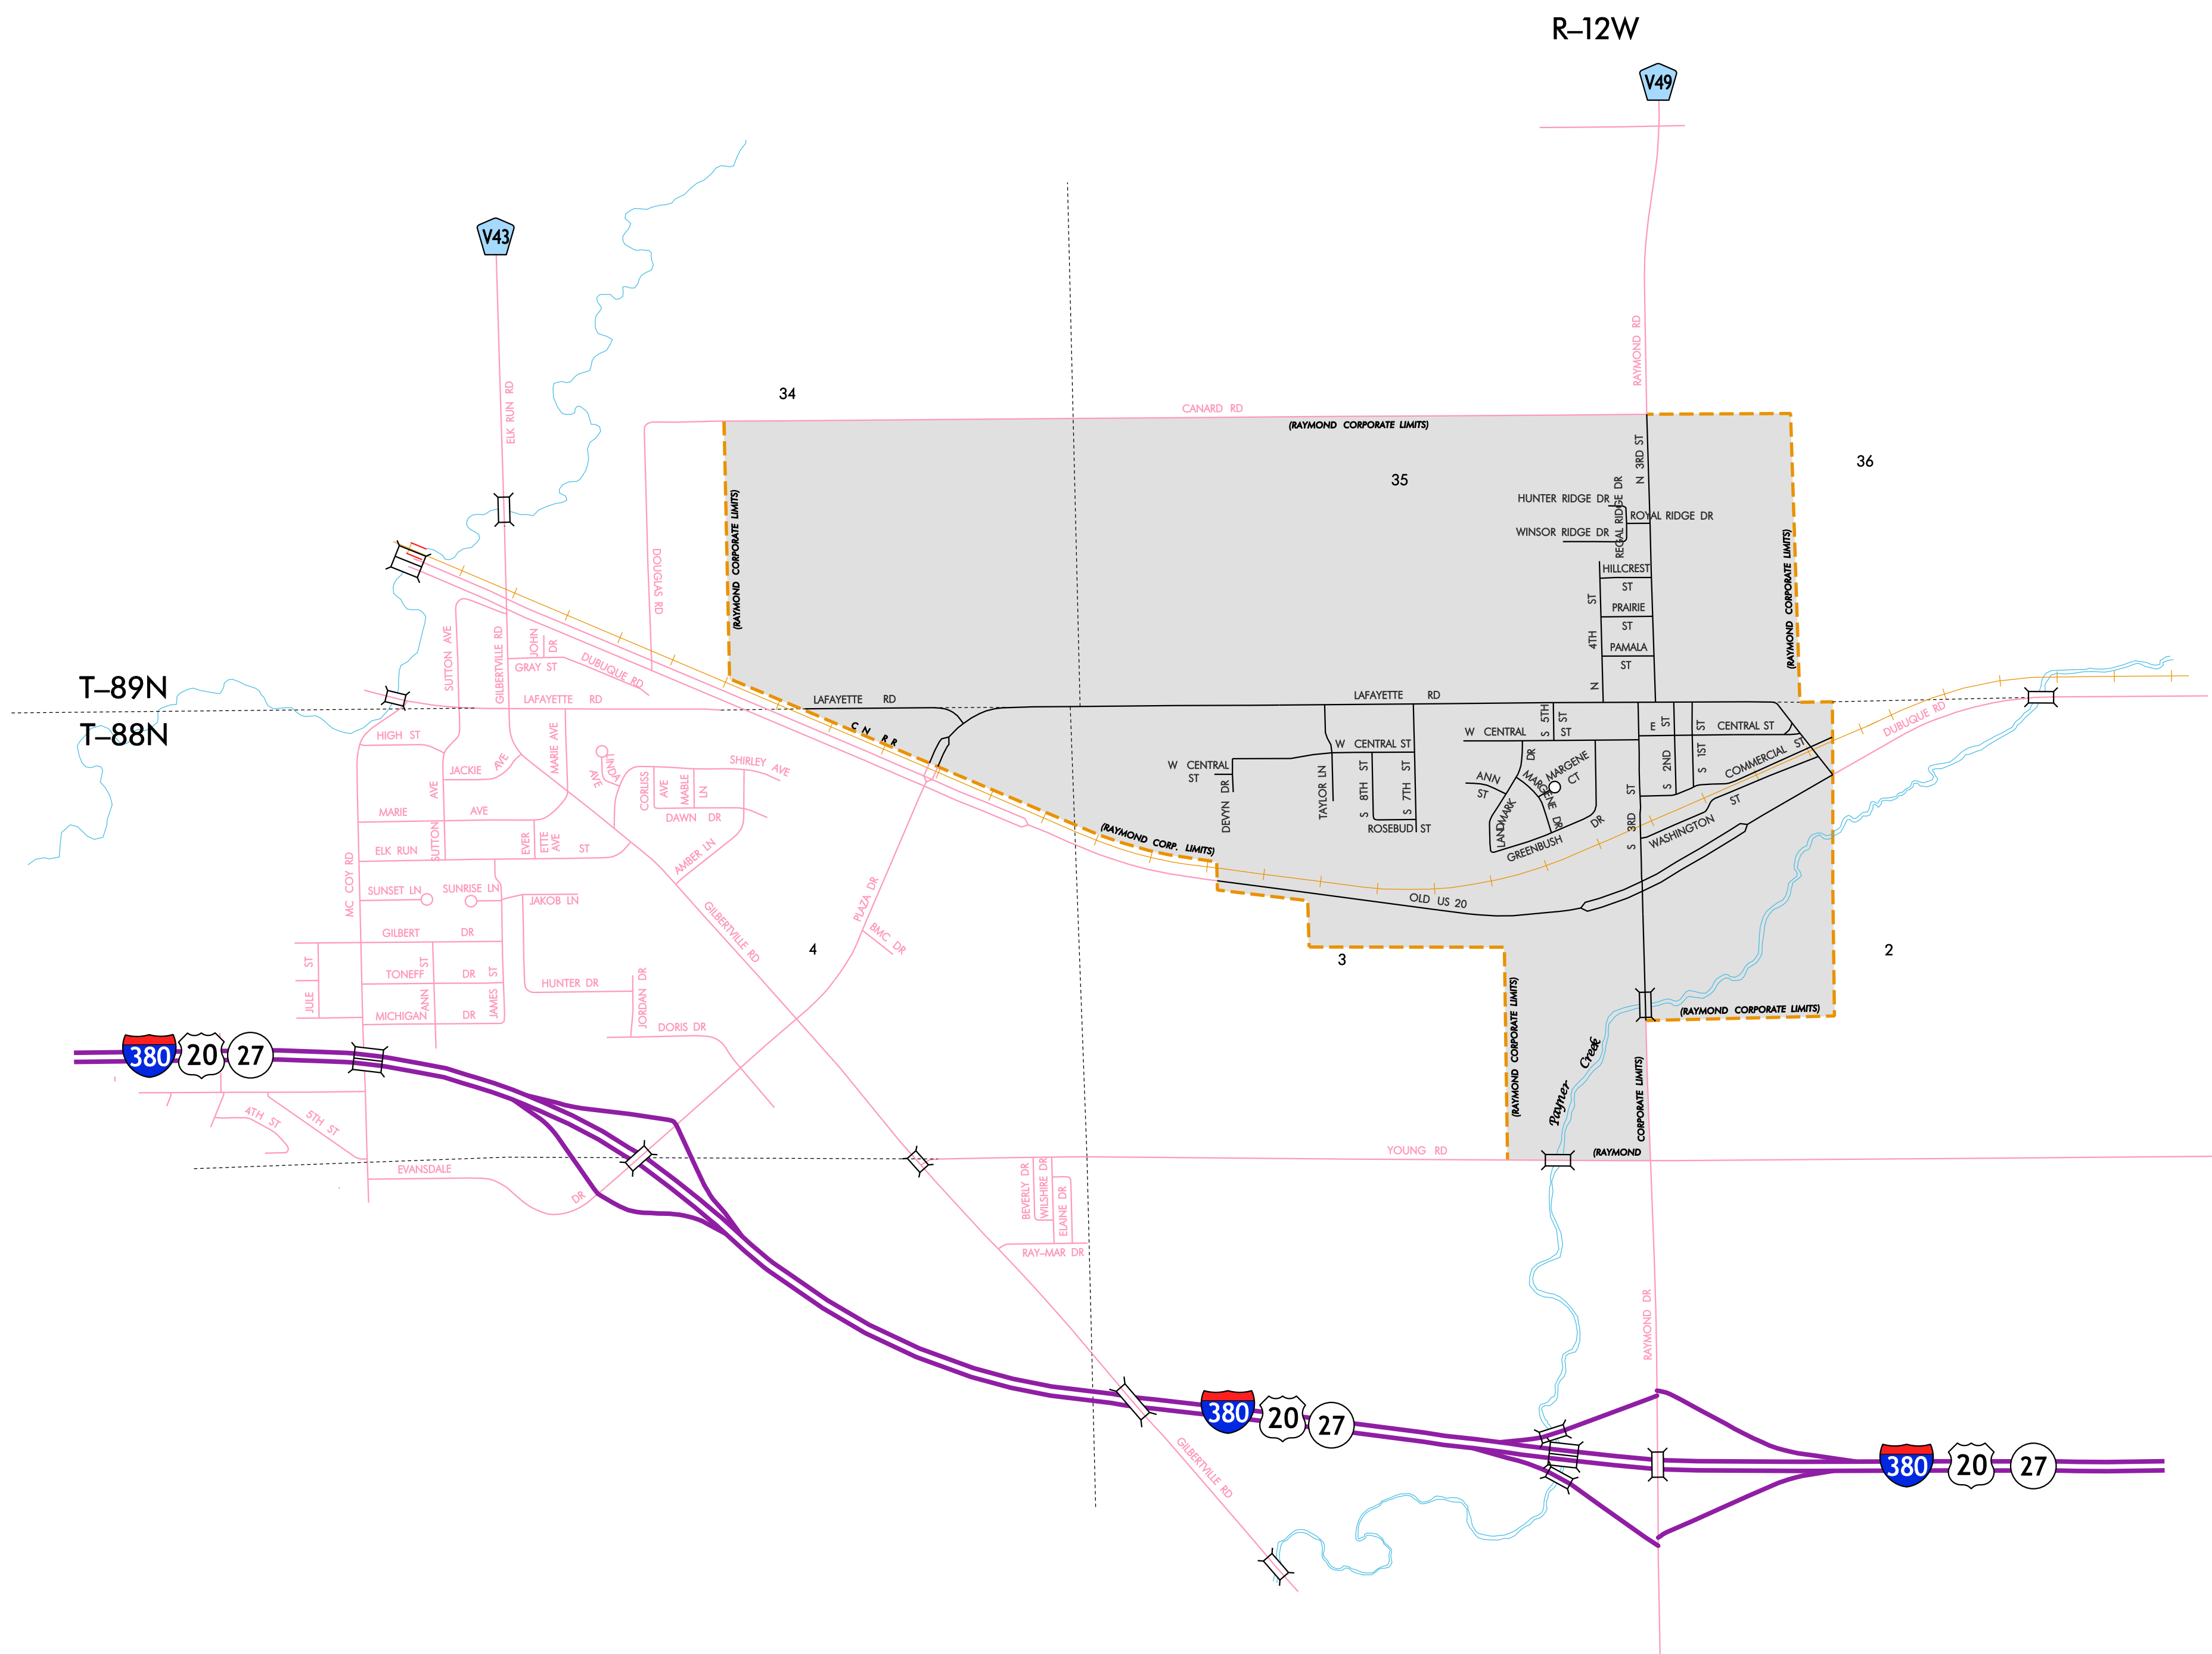 R–12W
V49
V43
RAYMOND RD
ELK RUN RD
34
CANARD RD
(RAYMOND CORPORATE LIMITS)
36
35
N 3RD ST
HUNTER RIDGE DR
REGAL RIDGE DR
ROYAL RIDGE DR
WINSOR RIDGE DR
(RAYMOND CORPORATE LIMITS)
(RAYMOND CORPORATE LIMITS)
DOUGLAS RD
HILLCREST
ST
PRAIRIE
ST
PAMALA
ST
N 4TH ST
SUTTON AVE
GILBERTVILLE RD
JOHN
DR
GRAY ST
DUBUQUE RD
T–89N
T–88N
LAFAYETTE RD
LAFAYETTE RD
LAFAYETTE RD
C N R R
DUBUQUE RD
HIGH ST
MARIE AVE
LINDA
AVE
SHIRLEY AVE
JACKIE AVE
CORLISS
AVE
MABLE
LN
DAWN DR
MARIE AVE
SUTTON AVE
EVER
ETTE
AVE
ELK RUN ST
AMBER LN
MC COY RD
W CENTRAL
ST
W CENTRAL ST
DEVYN DR
TAYLOR LN
S 8TH ST
S 7TH ST
ROSEBUD ST
W CENTRAL ST
S 5TH
ST
E CENTRAL ST
S 2ND ST
S 1ST ST
COMMERCIAL ST
ANN
ST
LANDMARK DR
MARGENE DR
MARGENE
CT
GREENBUSH DR
S 3RD ST
WASHINGTON ST
(RAYMOND CORP. LIMITS)
OLD US 20
SUNSET LN
SUNRISE LN
JAKOB LN
GILBERT DR
JULE ST
TONEFF DR
ANN ST
JAMES ST
MICHIGAN DR
HUNTER DR
JORDAN DR
DORIS DR
GILBERTVILLE RD
PLAZA DR
BMC DR
4
3
2
(RAYMOND CORPORATE LIMITS)
(RAYMOND CORPORATE LIMITS)
Payner Creek
(RAYMOND CORPORATE LIMITS)
380
20
27
4TH ST
5TH ST
EVANSDALE DR
YOUNG RD
BEVERLY DR
WILSHIRE DR
ELAINE DR
RAY–MAR DR
RAYMOND DR
380
20
27
GILBERTVILLE RD
380
20
27